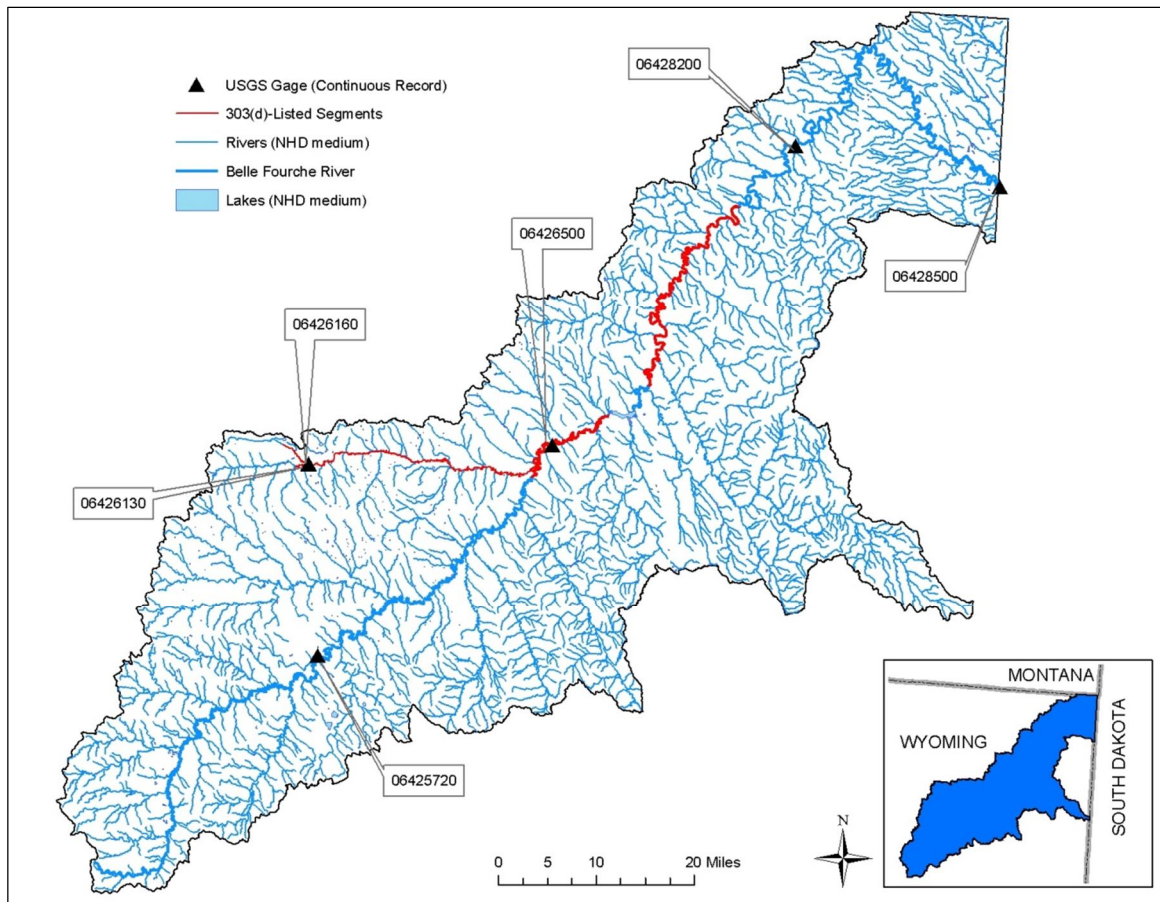 USGS Gage (Continuous Record)
303(d)-Listed Segments
Rivers (NHD medium)
Belle Fourche River
Lakes (NHD medium)
06428200
06426500
06428500
06426160
06426130
06425720
0 5 10 20 Miles
N
MONTANA
WYOMING
SOUTH DAKOTA